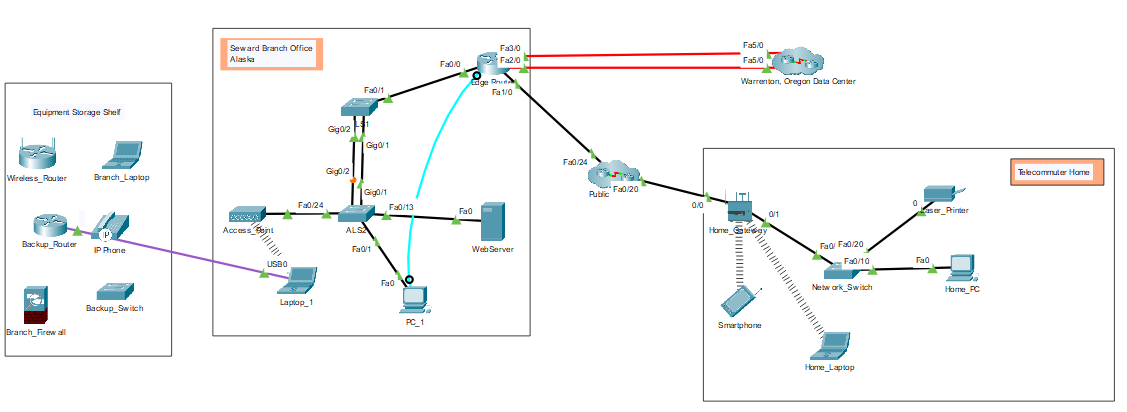 Seward Branch Office
Alaska
Fa3/0
Fa2/0
Fa0/0
Edge Router
Fa1/0
Fa5/0
Fa5/0
Warrenton, Oregon Data Center
Fa0/1
Gig0/2
Gig0/1
Gig0/2
Gig0/1
Equipment Storage Shelf
Wireless_Router
Branch_Laptop
Backup_Router
IP Phone
Branch_Firewall
Backup_Switch
Fa0/24
Access_Point
ALS2
Fa0/13
Fa0
WebServer
Fa0/1
USB0
Laptop_1
Fa0
PC_1
Fa0/24
Public
Fa0/20
Telecommuter Home
0/0
Home_Gateway
0/1
0
Laser_Printer
Fa0/
Fa0/20
Fa0/10
Network_Switch
Fa0
Home_PC
Smartphone
Home_Laptop